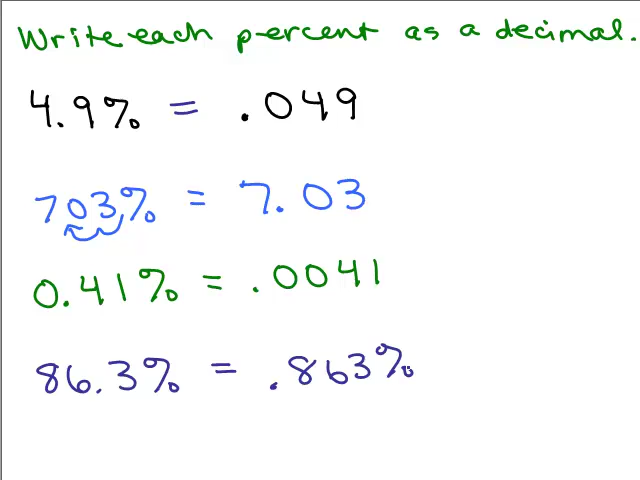 Write each percent as a decimal.
4.9% = .049
703% = 7.03
0.41% = .0041
86.3% = .863%